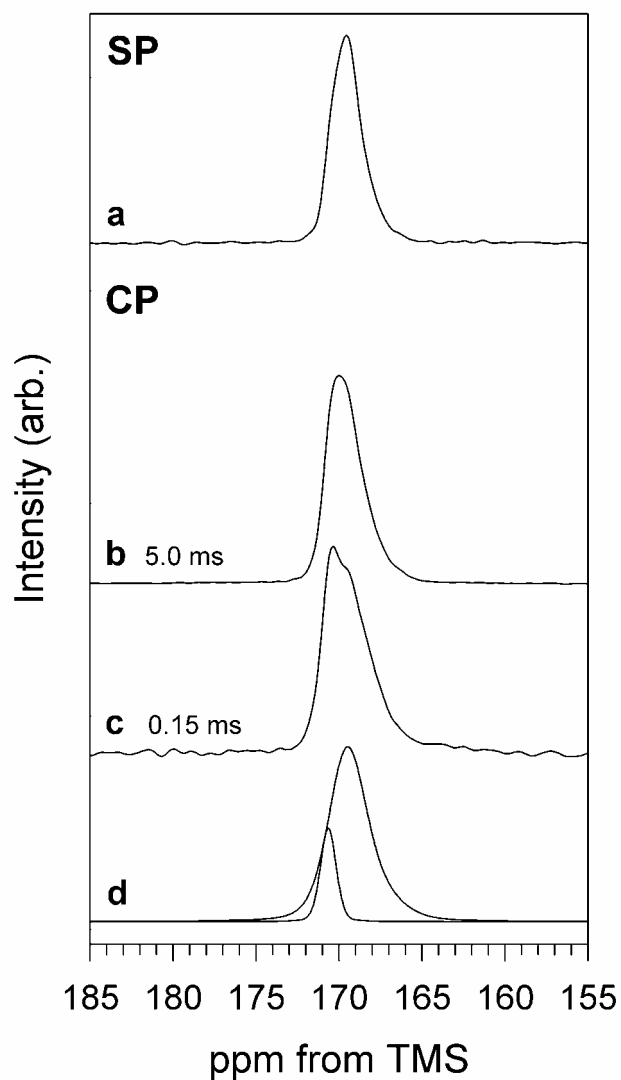 SP
a
CP
b 5.0 ms
c 0.15 ms
d
Intensity (arb.)
185 180 175 170 165 160 155
ppm from TMS